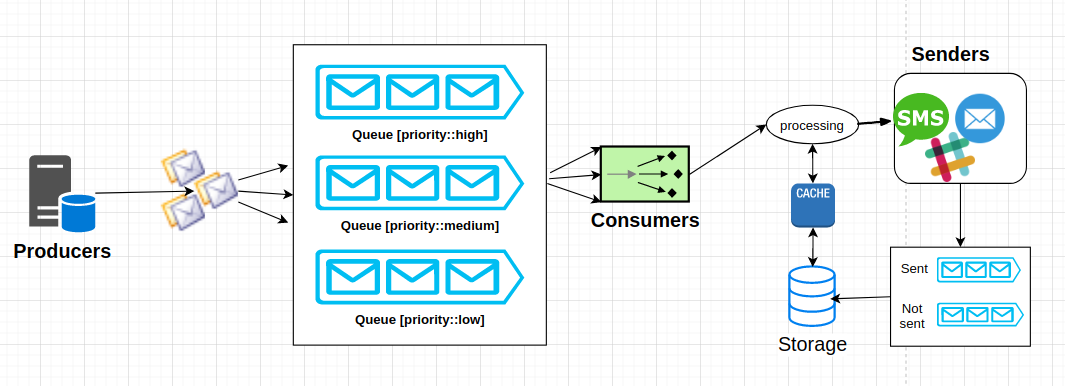 Senders
SMS
processing
Queue [priority::high]
CACHE
Consumers
Queue [priority::medium]
Producers
Sent
Not
sent
Queue [priority::low]
Storage